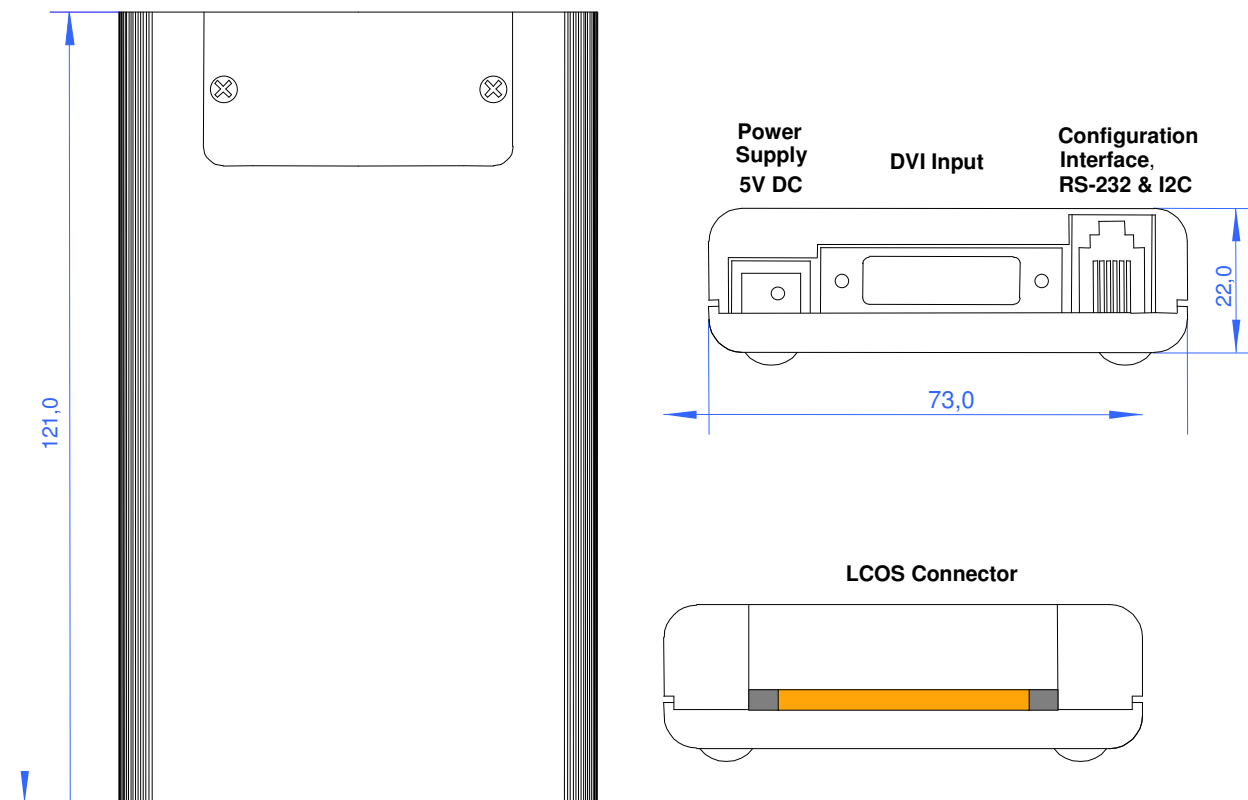 Power
Supply
5V DC
DVI Input
Configuration
Interface,
RS-232 & I2C
22,0
121,0
73,0
LCOS Connector